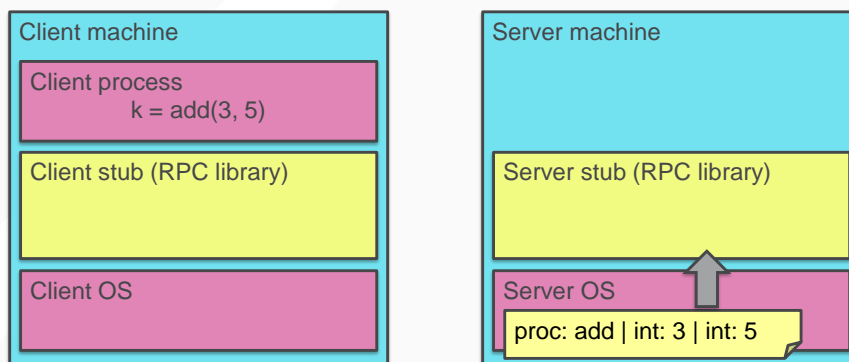 Client machine
Client process
k = add(3, 5)
Client stub (RPC library)
Client OS
Server machine
Server stub (RPC library)
Server OS
proc: add | int: 3 | int: 5